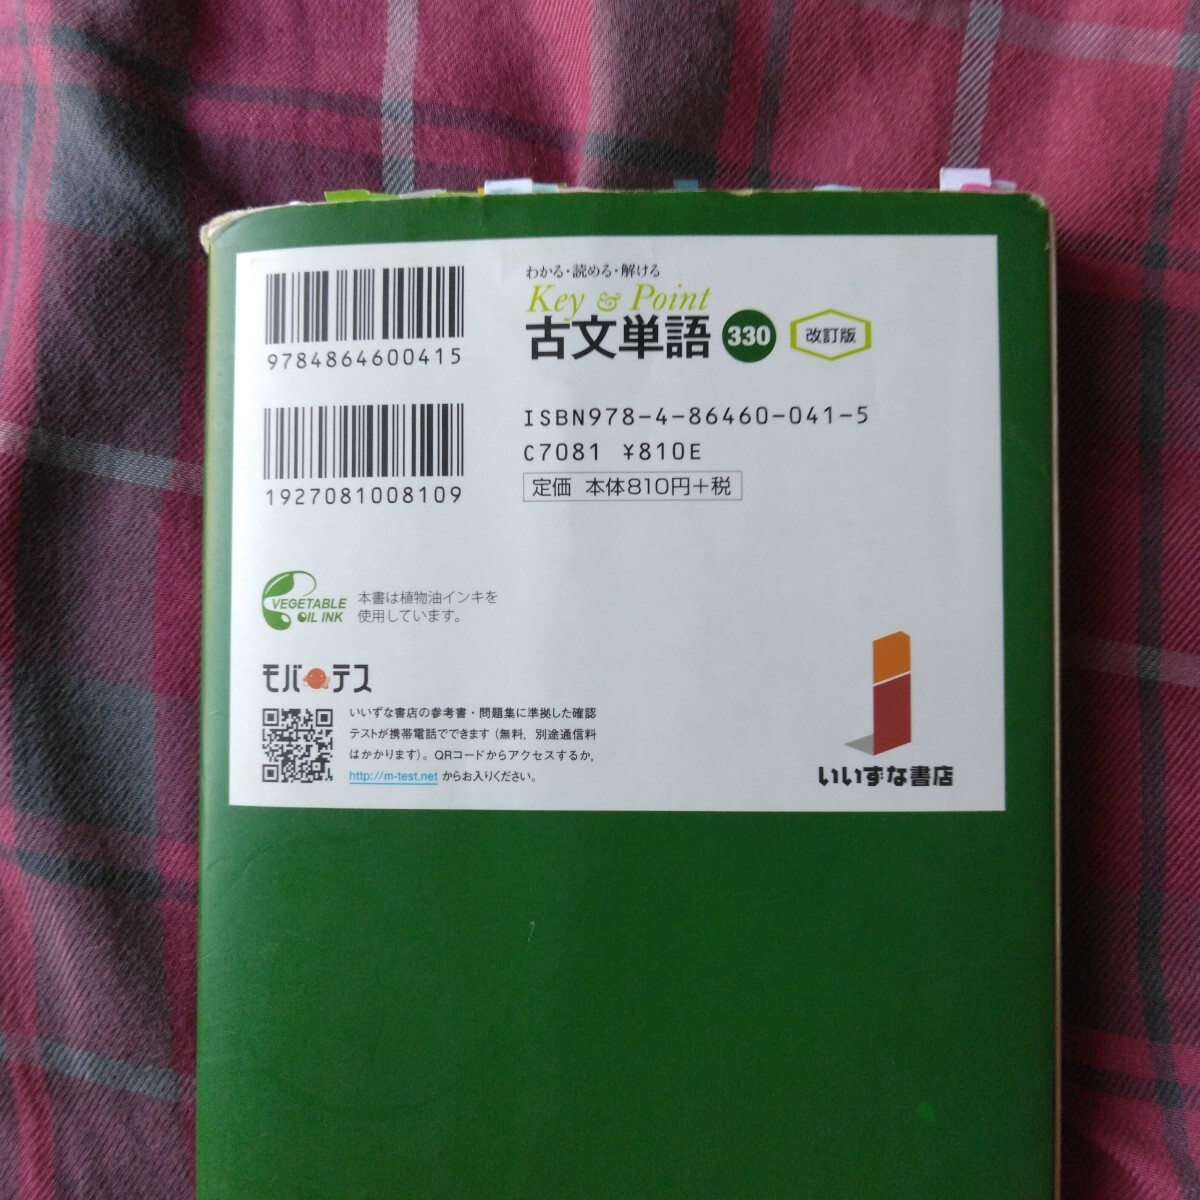 9784864600415
1927081008109
わかる・読める・解ける
Key & Point
古文単語 330 改訂版
ISBN978-4-86460-041-5
C7081 ¥810E
定価 本体810円+税
VEGETABLE
OIL INK
本書は植物油インキを
使用しています。
モバテス
いいずな書店の参考書・問題集に準拠した確認
テストが携帯電話でできます(無料,別途通信料
はかかります)。QRコードからアクセスするか,
http://m-test.net からお入りください。
いいずな書店